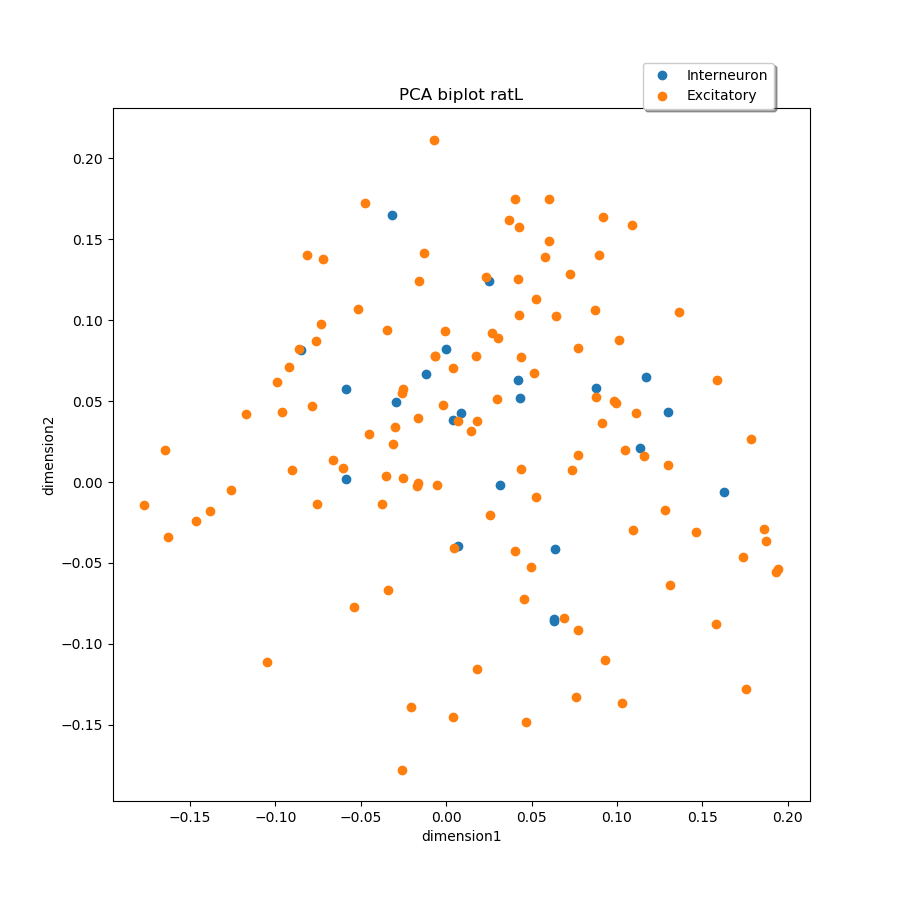 Interneuron
Excitatory
PCA biplot ratL
0.20
0.15
0.10
0.05
0.00
−0.05
−0.10
−0.15
dimension2
−0.15 −0.10 −0.05 0.00 0.05 0.10 0.15 0.20
dimension1